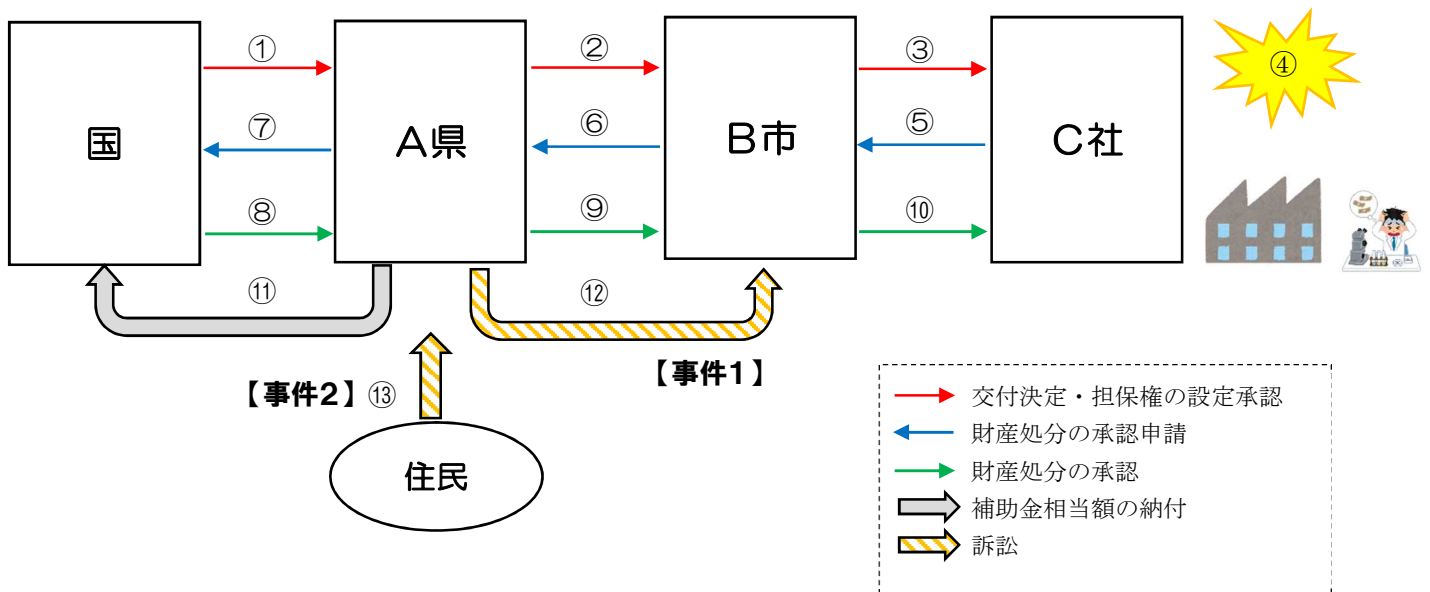 ① ② ③ ④
国 A県 B市 C社
⑦ ⑥ ⑤
⑧ ⑨ ⑩
⑪ ⑫
【事件1】
【事件2】 ⑬
住民
交付決定・担保権の設定承認
財産処分の承認申請
財産処分の承認
補助金相当額の納付
訴訟